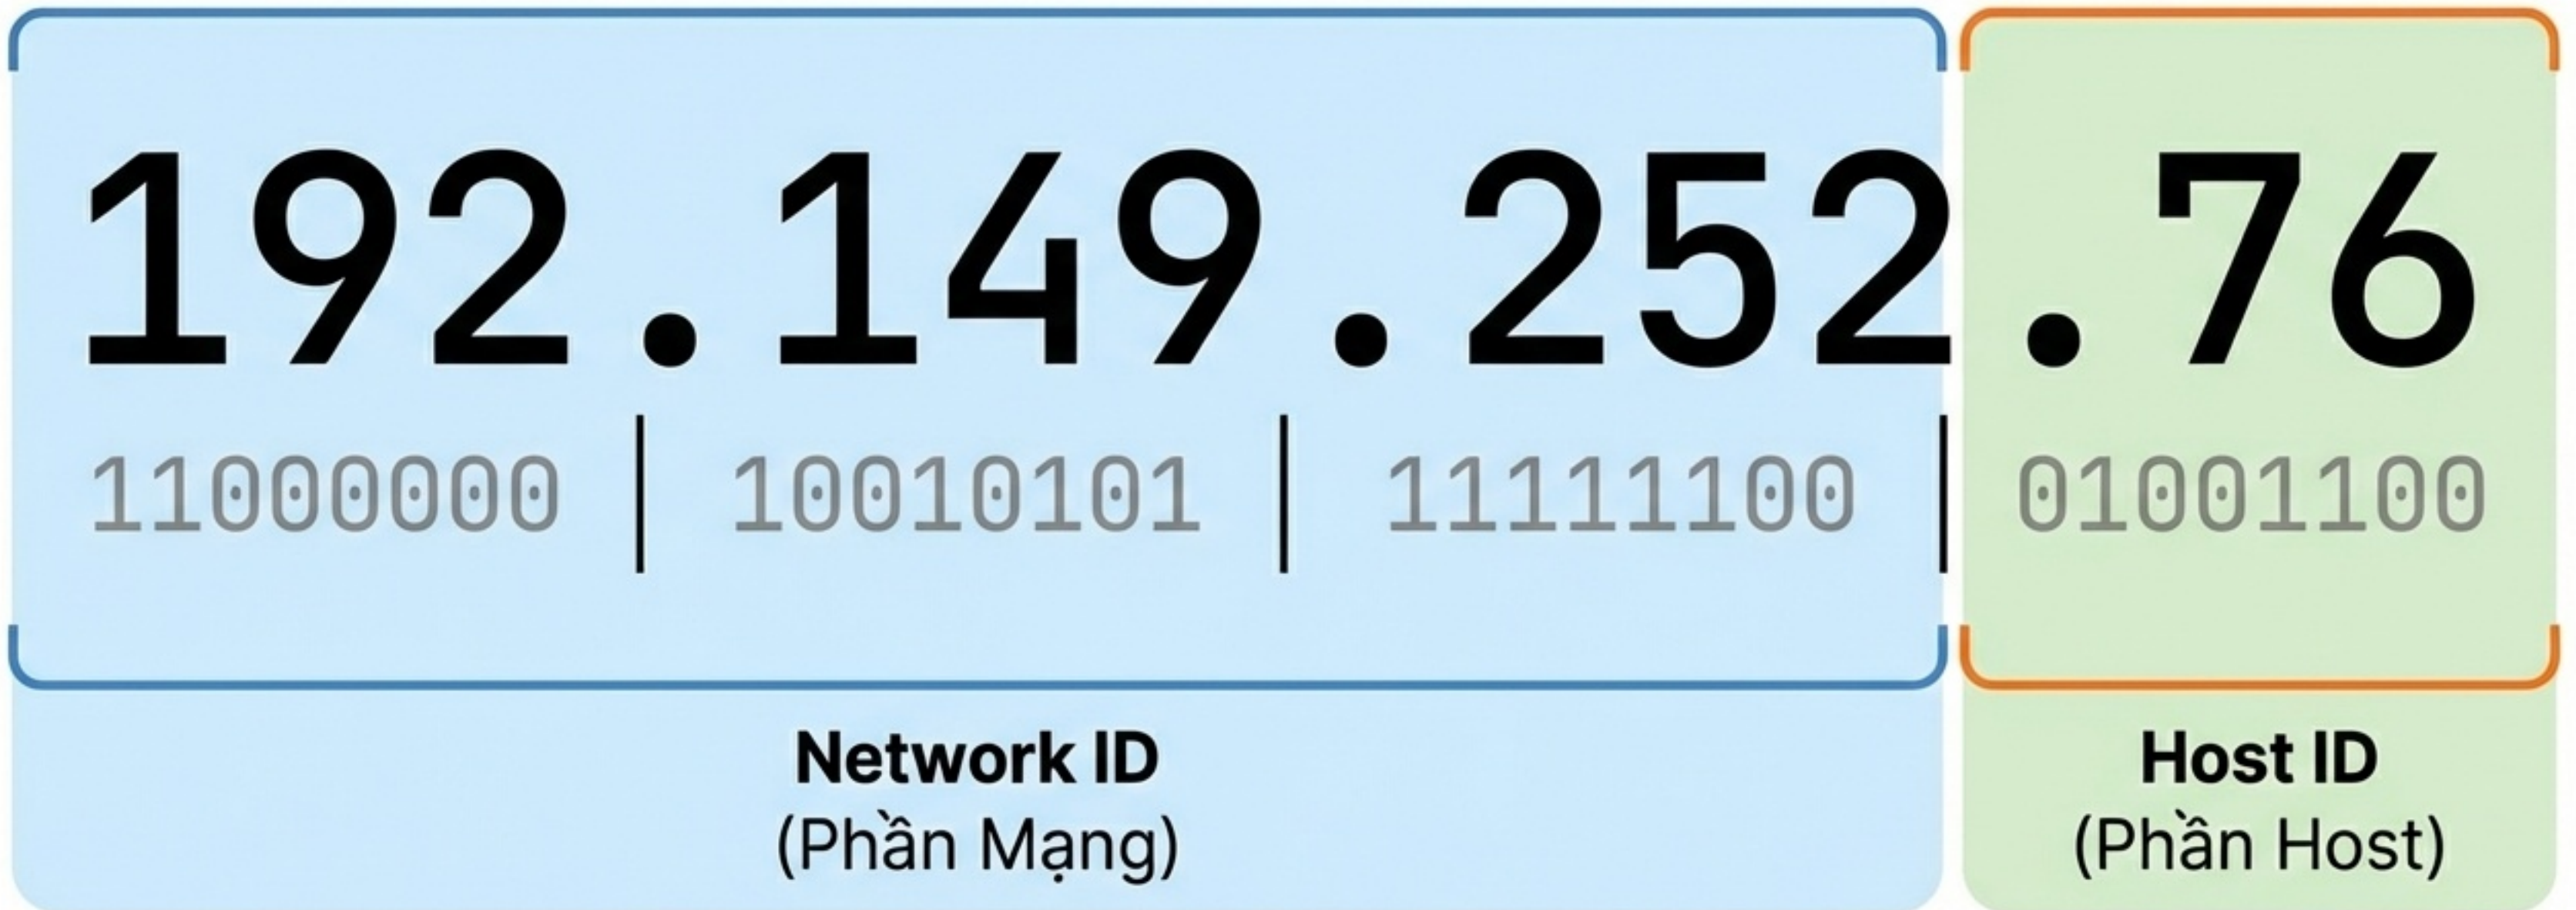 192.149.252.76
11000000 | 10010101 | 11111100 | 01001100
Network ID
(Phần Mạng)
Host ID
(Phần Host)